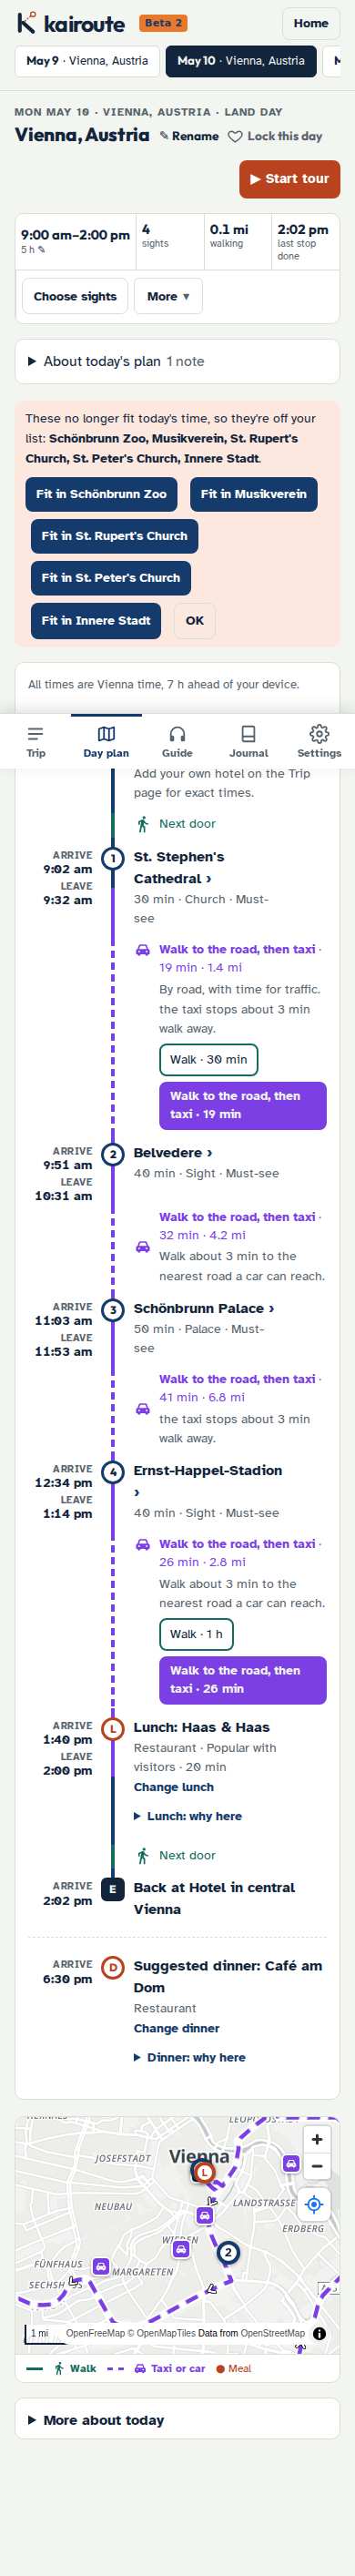 kairoute
Beta 2
Home
May 9 · Vienna, Austria
May 10 · Vienna, Austria
MON MAY 10 · VIENNA, AUSTRIA · LAND DAY
Vienna, Austria
✎ Rename
Lock this day
▶ Start tour
9:00 am–2:00 pm
5 h ✎
4
sights
0.1 mi
walking
2:02 pm
last stop
done
Choose sights
More ▾
▶ About today's plan 1 note
These no longer fit today's time, so they're off your
list: Schönbrunn Zoo, Musikverein, St. Rupert's
Church, St. Peter's Church, Innere Stadt.
Fit in Schönbrunn Zoo
Fit in Musikverein
Fit in St. Rupert's Church
Fit in St. Peter's Church
Fit in Innere Stadt
OK
All times are Vienna time, 7 h ahead of your device.
Trip
Day plan
Guide
Journal
Settings
Add your own hotel on the Trip
page for exact times.
Next door
ARRIVE
9:02 am
LEAVE
9:32 am
1
St. Stephen's
Cathedral ›
30 min · Church · Must-
see
Walk to the road, then taxi ·
19 min · 1.4 mi
By road, with time for traffic.
the taxi stops about 3 min
walk away.
Walk · 30 min
Walk to the road, then
taxi · 19 min
ARRIVE
9:51 am
LEAVE
10:31 am
2
Belvedere ›
40 min · Sight · Must-see
Walk to the road, then taxi ·
32 min · 4.2 mi
Walk about 3 min to the
nearest road a car can reach.
ARRIVE
11:03 am
LEAVE
11:53 am
3
Schönbrunn Palace ›
50 min · Palace · Must-
see
Walk to the road, then taxi ·
41 min · 6.8 mi
the taxi stops about 3 min
walk away.
ARRIVE
12:34 pm
LEAVE
1:14 pm
4
Ernst-Happel-Stadion
›
40 min · Sight · Must-see
Walk to the road, then taxi ·
26 min · 2.8 mi
Walk about 3 min to the
nearest road a car can reach.
Walk · 1 h
Walk to the road, then
taxi · 26 min
ARRIVE
1:40 pm
LEAVE
2:00 pm
L
Lunch: Haas & Haas
Restaurant · Popular with
visitors · 20 min
Change lunch
▶ Lunch: why here
Next door
ARRIVE
2:02 pm
E
Back at Hotel in central
Vienna
ARRIVE
6:30 pm
D
Suggested dinner: Café am
Dom
Restaurant
Change dinner
▶ Dinner: why here
JOSEFSTADT
Vienna
L
NEUBAU
LANDSTRASSE
ERDBERG
WIEDEN
2
FÜNFHAUS
MARGARETEN
1 mi
OpenFreeMap © OpenMapTiles Data from OpenStreetMap
Walk
Taxi or car
Meal
▶ More about today